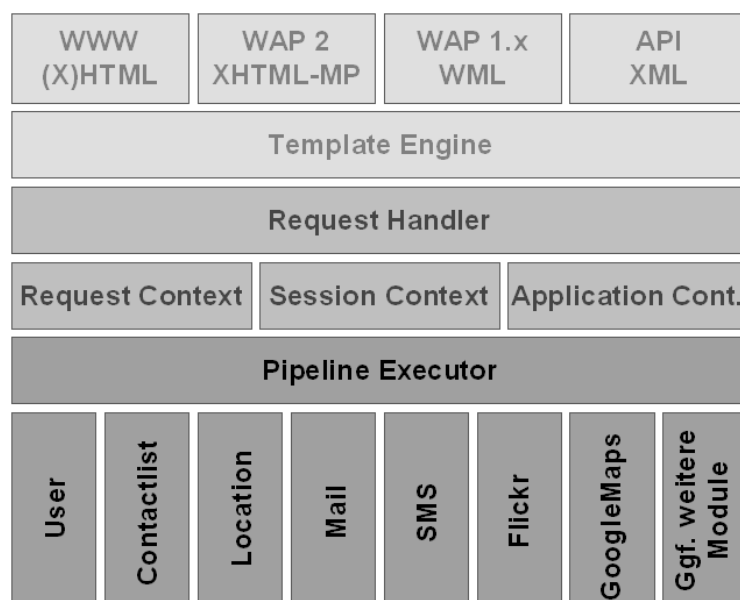 WWW
(X)HTML
WAP 2
XHTML-MP
WAP 1.x
WML
API
XML
Template Engine
Request Handler
Request Context
Session Context
Application Cont.
Pipeline Executor
User
Contactlist
Location
Mail
SMS
Flickr
GoogleMaps
Ggf. weitere
Module